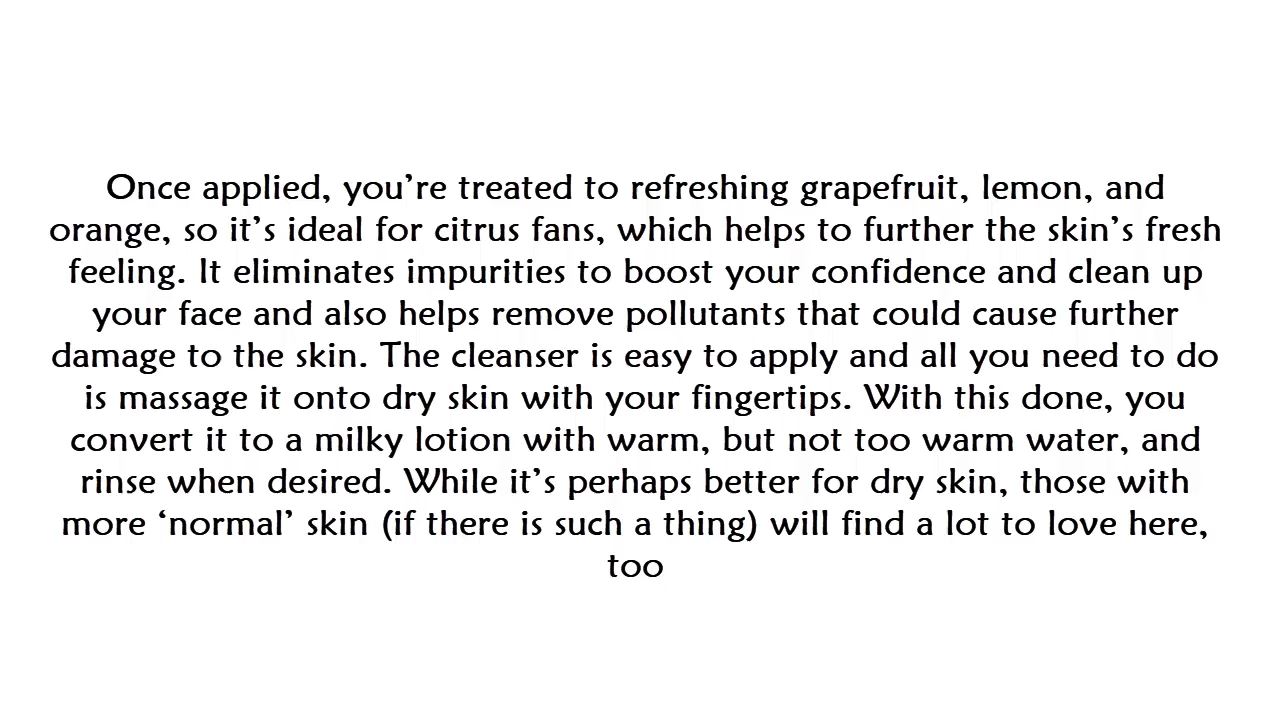 Once applied, you’re treated to refreshing grapefruit, lemon, and
orange, so it’s ideal for citrus fans, which helps to further the skin’s fresh
feeling. It eliminates impurities to boost your confidence and clean up
your face and also helps remove pollutants that could cause further
damage to the skin. The cleanser is easy to apply and all you need to do
is massage it onto dry skin with your fingertips. With this done, you
convert it to a milky lotion with warm, but not too warm water, and
rinse when desired. While it’s perhaps better for dry skin, those with
more ‘normal’ skin (if there is such a thing) will find a lot to love here,
too